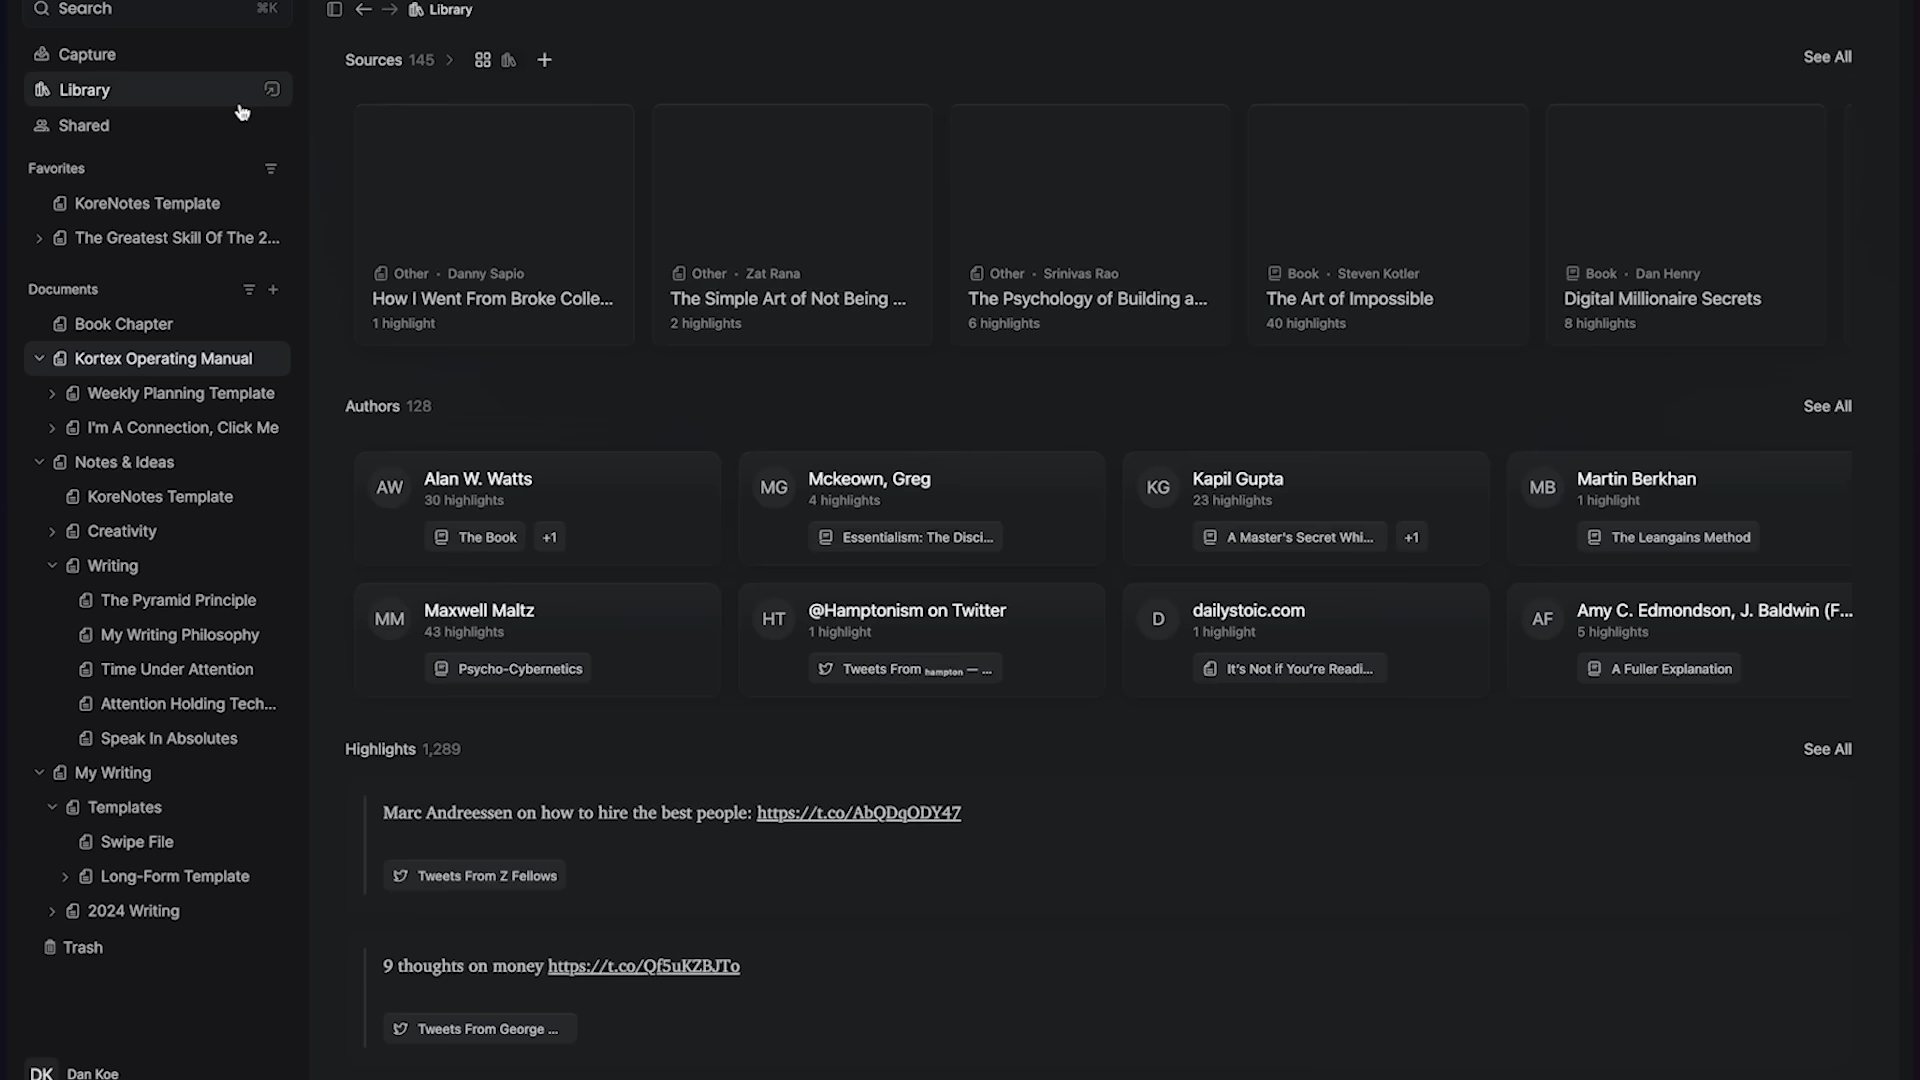 Search ⌘K
Capture
Library
Shared
Favorites
KoreNotes Template
The Greatest Skill Of The 2...
Documents
Book Chapter
Kortex Operating Manual
Weekly Planning Template
I'm A Connection, Click Me
Notes & Ideas
KoreNotes Template
Creativity
Writing
The Pyramid Principle
My Writing Philosophy
Time Under Attention
Attention Holding Tech...
Speak In Absolutes
My Writing
Templates
Swipe File
Long-Form Template
2024 Writing
Trash
DK Dan Koe
Library
Sources 145
See All
Other · Danny Sapio
How I Went From Broke Colle...
1 highlight
Other · Zat Rana
The Simple Art of Not Being ...
2 highlights
Other · Srinivas Rao
The Psychology of Building a...
6 highlights
Book · Steven Kotler
The Art of Impossible
40 highlights
Book · Dan Henry
Digital Millionaire Secrets
8 highlights
Authors 128
See All
AW Alan W. Watts
30 highlights
The Book +1
MG Mckeown, Greg
4 highlights
Essentialism: The Disci...
KG Kapil Gupta
23 highlights
A Master's Secret Whi... +1
MB Martin Berkhan
1 highlight
The Leangains Method
MM Maxwell Maltz
43 highlights
Psycho-Cybernetics
HT @Hamptonism on Twitter
1 highlight
Tweets From hampton — ...
D dailystoic.com
1 highlight
It's Not if You're Readi...
AF Amy C. Edmondson, J. Baldwin (F...
5 highlights
A Fuller Explanation
Highlights 1,289
See All
Marc Andreessen on how to hire the best people: https://t.co/AbQDqODY47
Tweets From Z Fellows
9 thoughts on money https://t.co/Qf5uKZBJTo
Tweets From George ...